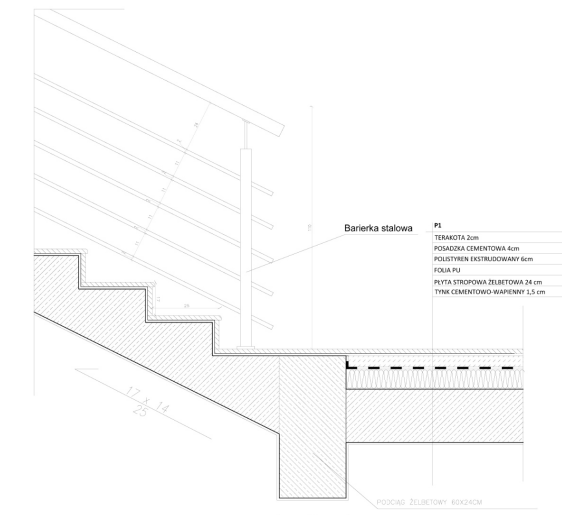 Barierka stalowa
P1
TERAKOTA 2cm
POSADZKA CEMENTOWA 4cm
POLISTYREN EKSTRUDOWANY 6cm
FOLIA PU
PŁYTA STROPOWA ŻELBETOWA 24 cm
TYNK CEMENTOWO-WAPIENNY 1,5 cm
17 x 14
25
PODCIĄG ŻELBETOWY 60X24CM